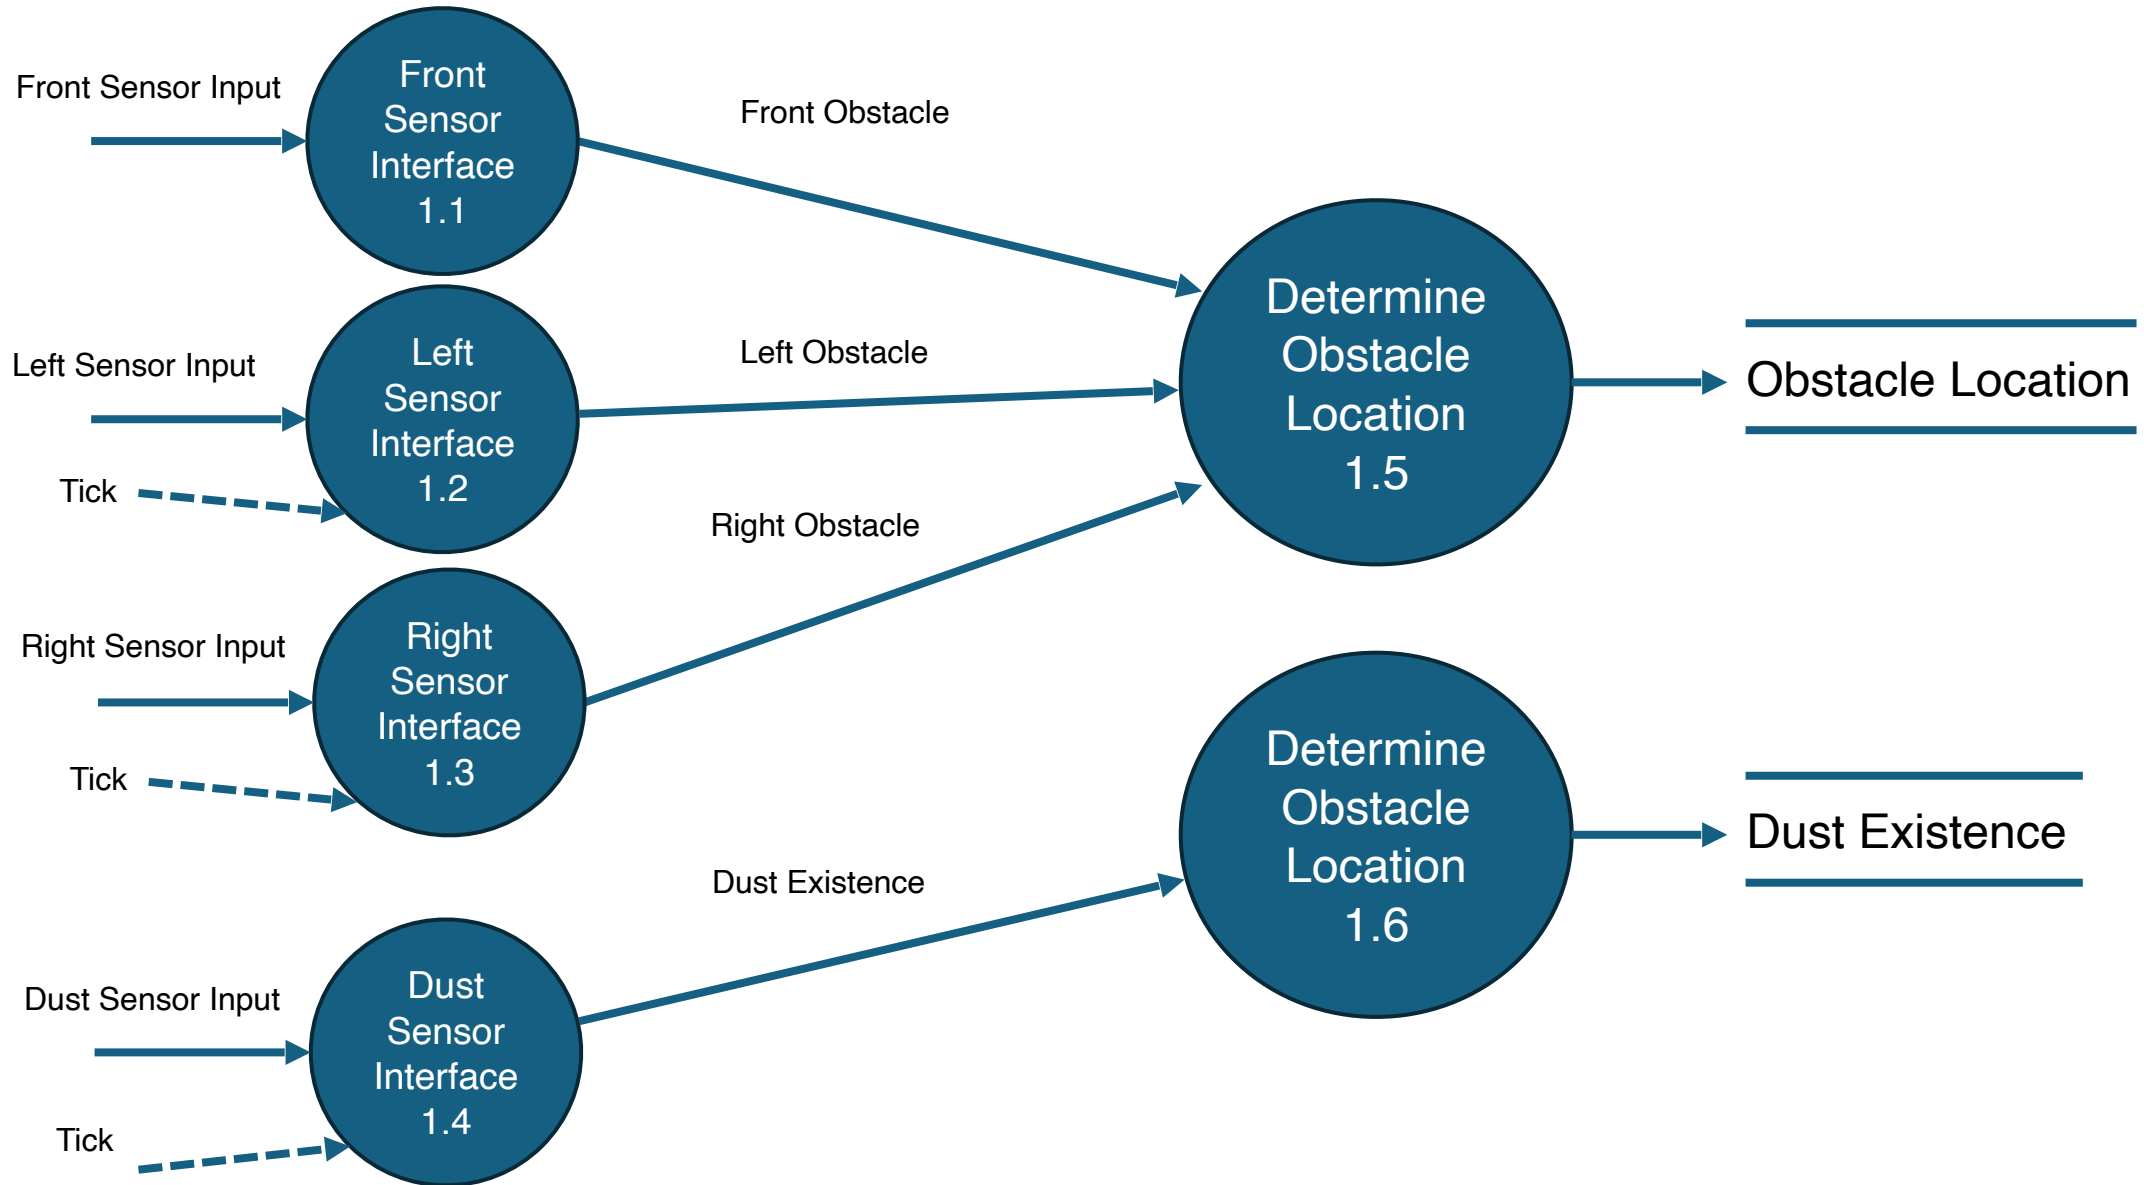 Front Sensor Input
Front
Sensor
Interface
1.1
Front Obstacle
Left Sensor Input
Tick
Left
Sensor
Interface
1.2
Left Obstacle
Right Obstacle
Determine
Obstacle
Location
1.5
Obstacle Location
Right Sensor Input
Tick
Right
Sensor
Interface
1.3
Dust Existence
Determine
Obstacle
Location
1.6
Dust Existence
Dust Sensor Input
Tick
Dust
Sensor
Interface
1.4